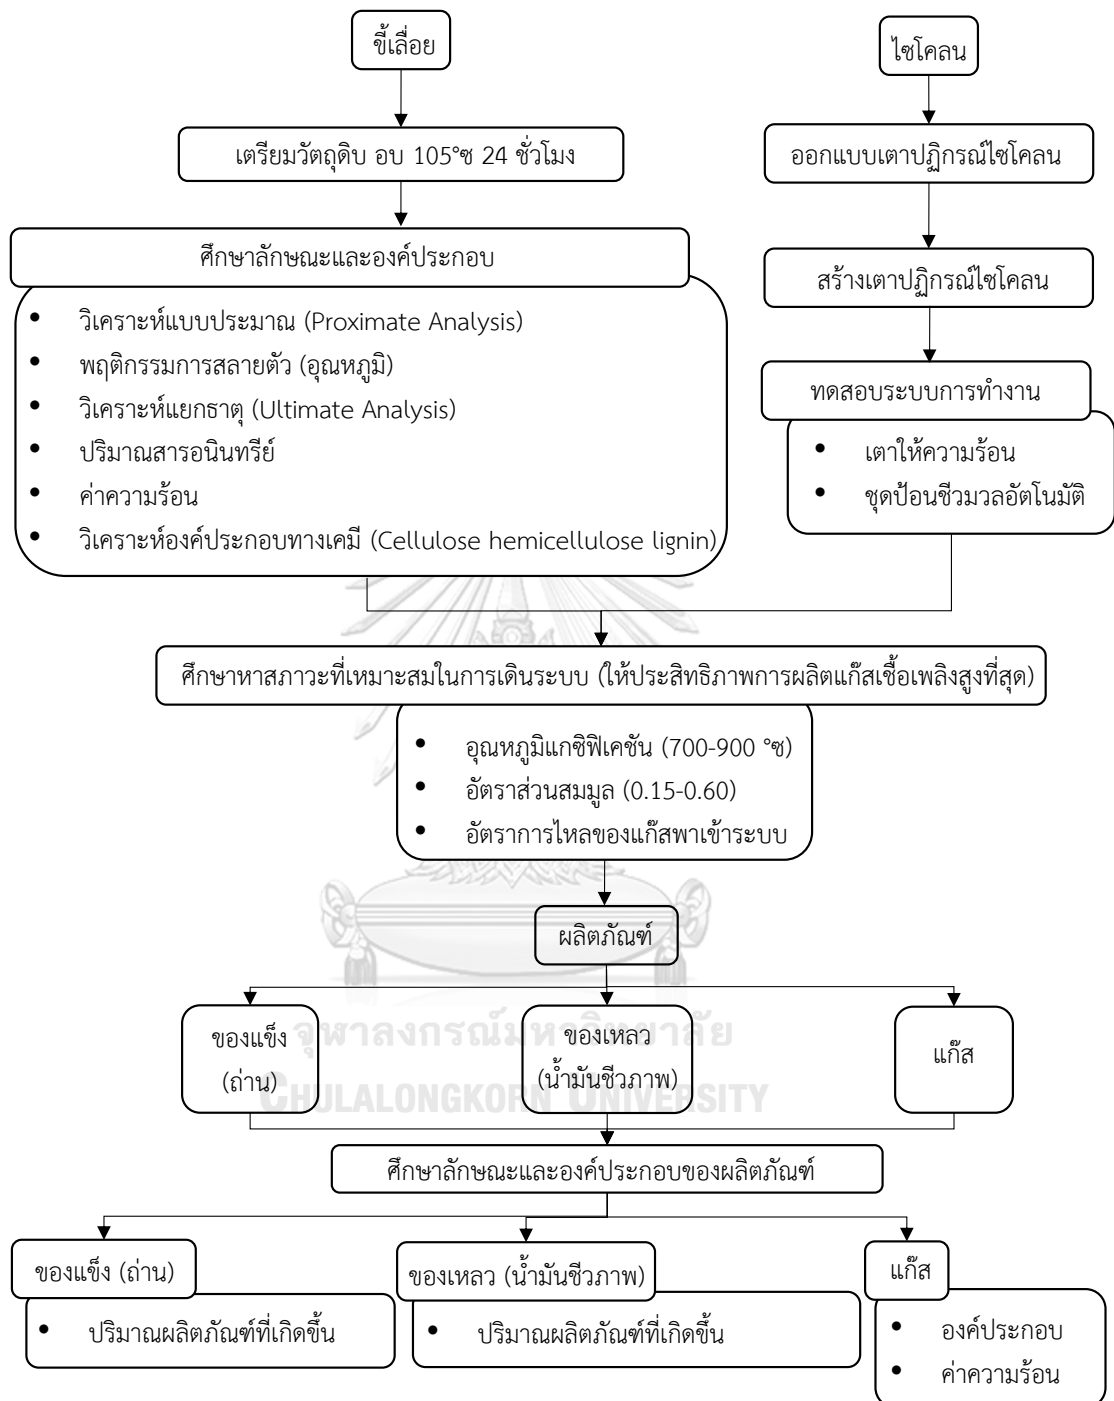 ขี้เลื่อย
ไซโคลน
เตรียมวัตถุดิบ อบ 105°ซ 24 ชั่วโมง
ออกแบบเตาปฏิกรณ์ไซโคลน
ศึกษาลักษณะและองค์ประกอบ
สร้างเตาปฏิกรณ์ไซโคลน
• วิเคราะห์แบบประมาณ (Proximate Analysis)
• พฤติกรรมการสลายตัว (อุณหภูมิ)
• วิเคราะห์แยกธาตุ (Ultimate Analysis)
• ปริมาณสารอนินทรีย์
• ค่าความร้อน
• วิเคราะห์องค์ประกอบทางเคมี (Cellulose hemicellulose lignin)
ทดสอบระบบการทำงาน
• เตาให้ความร้อน
• ชุดป้อนชีวมวลอัตโนมัติ
ศึกษาหาสภาวะที่เหมาะสมในการเดินระบบ (ให้ประสิทธิภาพการผลิตแก๊สเชื้อเพลิงสูงที่สุด)
• อุณหภูมิแกซิฟิเคชัน (700-900 °ซ)
• อัตราส่วนสมมูล (0.15-0.60)
• อัตราการไหลของแก๊สพาเข้าระบบ
ผลิตภัณฑ์
ของแข็ง
(ถ่าน)
ของเหลว
(น้ำมันชีวภาพ)
แก๊ส
จุฬาลงกรณ์มหาวิทยาลัย
CHULALONGKORN UNIVERSITY
ศึกษาลักษณะและองค์ประกอบของผลิตภัณฑ์
ของแข็ง (ถ่าน)
• ปริมาณผลิตภัณฑ์ที่เกิดขึ้น
ของเหลว (น้ำมันชีวภาพ)
• ปริมาณผลิตภัณฑ์ที่เกิดขึ้น
แก๊ส
• องค์ประกอบ
• ค่าความร้อน